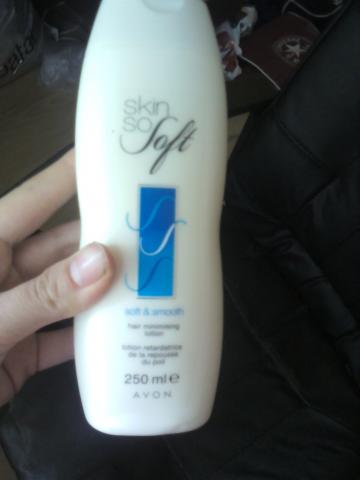 skin
so
Soft
soft & smooth
hair minimising
lotion
lotion retardatrice
de la repousse
du poil
250 ml e
AVON